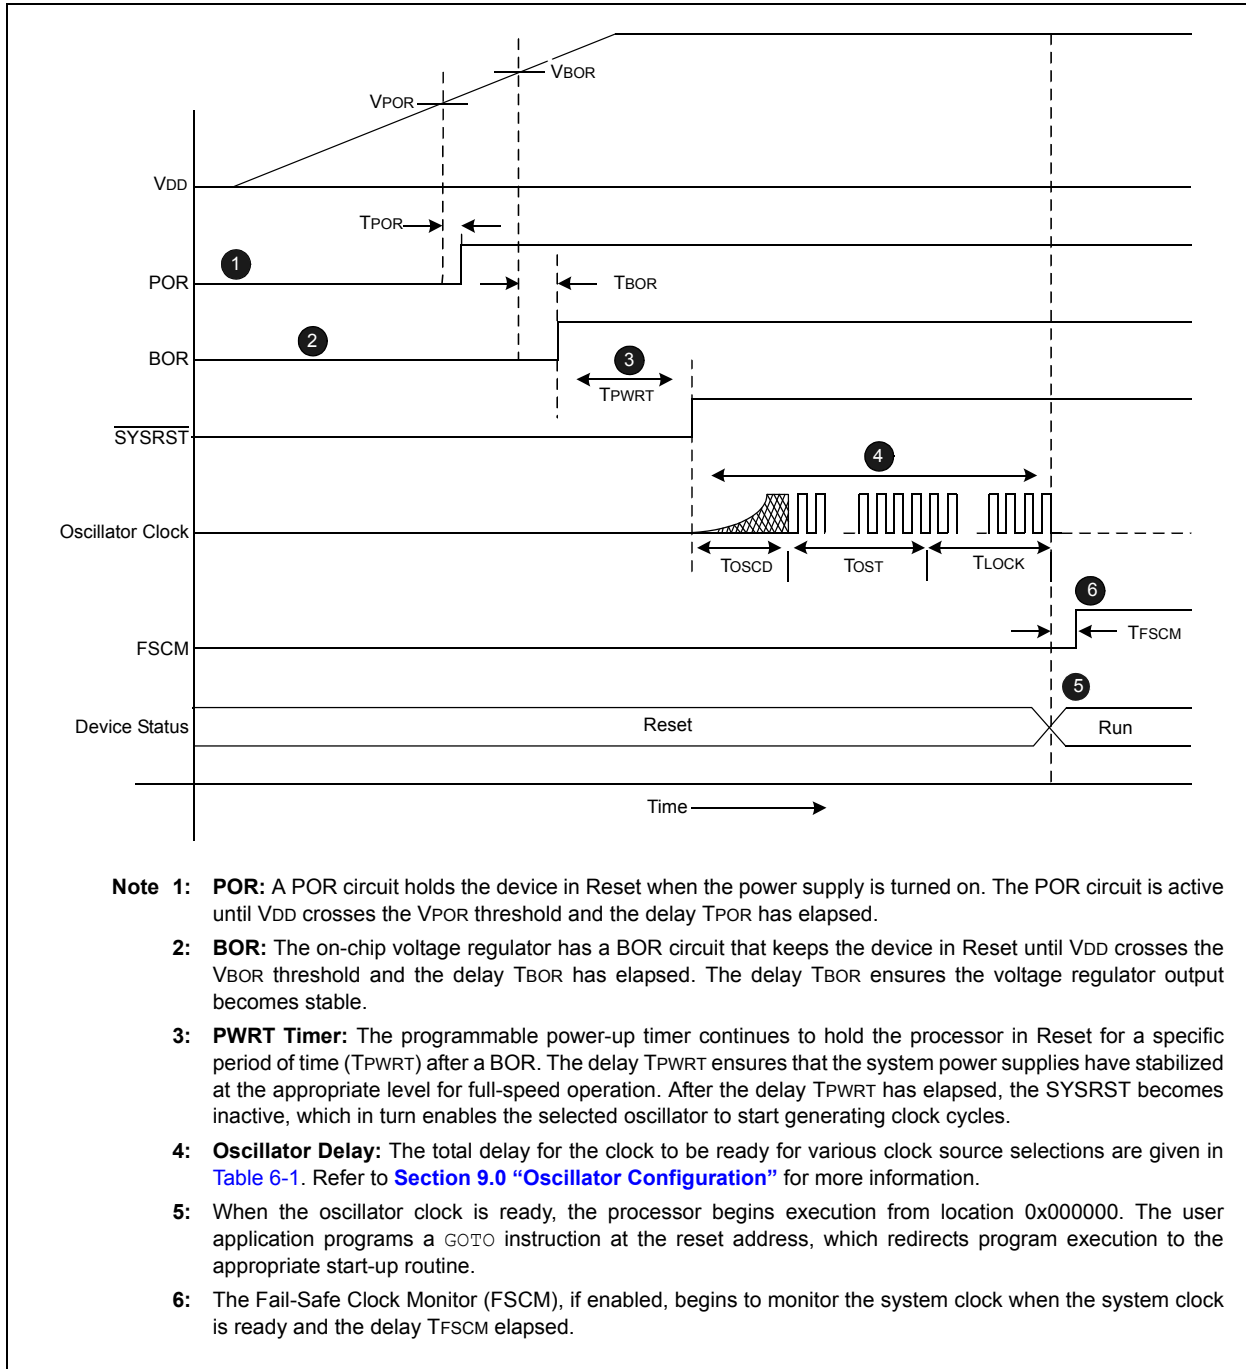 VBOR
VPOR
VDD
TPOR
1
POR
TBOR
2
BOR
3
TPWRT
SYSRST
4
Oscillator Clock
TOSCD
TOST
TLOCK
6
FSCM
TFSCM
5
Device Status
Reset
Run
Time
Note 1: POR: A POR circuit holds the device in Reset when the power supply is turned on. The POR circuit is active
until VDD crosses the VPOR threshold and the delay TPOR has elapsed.
2: BOR: The on-chip voltage regulator has a BOR circuit that keeps the device in Reset until VDD crosses the
VBOR threshold and the delay TBOR has elapsed. The delay TBOR ensures the voltage regulator output
becomes stable.
3: PWRT Timer: The programmable power-up timer continues to hold the processor in Reset for a specific
period of time (TPWRT) after a BOR. The delay TPWRT ensures that the system power supplies have stabilized
at the appropriate level for full-speed operation. After the delay TPWRT has elapsed, the SYSRST becomes
inactive, which in turn enables the selected oscillator to start generating clock cycles.
4: Oscillator Delay: The total delay for the clock to be ready for various clock source selections are given in
Table 6-1. Refer to Section 9.0 “Oscillator Configuration” for more information.
5: When the oscillator clock is ready, the processor begins execution from location 0x000000. The user
application programs a GOTO instruction at the reset address, which redirects program execution to the
appropriate start-up routine.
6: The Fail-Safe Clock Monitor (FSCM), if enabled, begins to monitor the system clock when the system clock
is ready and the delay TFSCM elapsed.